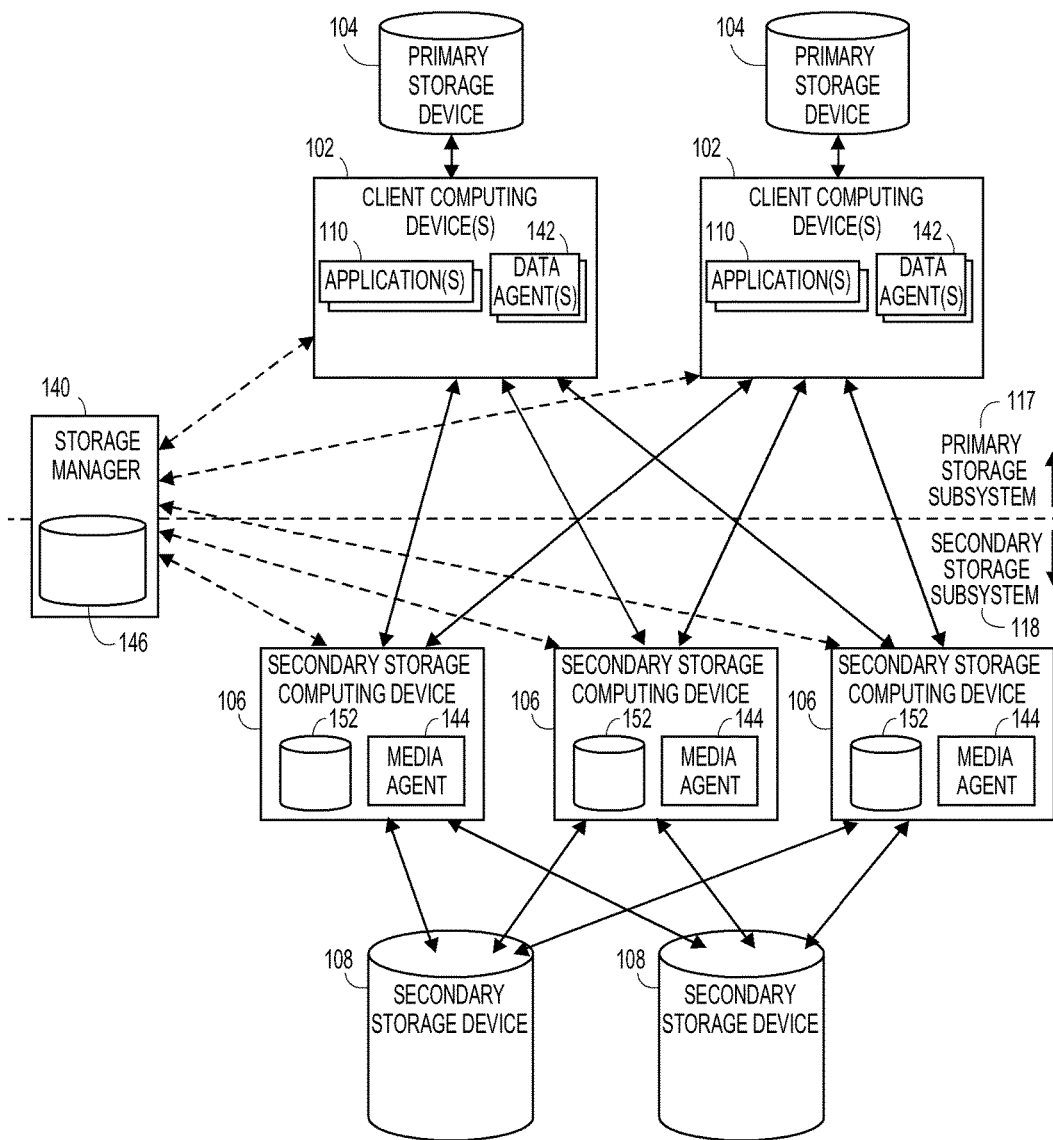 104
PRIMARY
STORAGE
DEVICE
104
PRIMARY
STORAGE
DEVICE
102
CLIENT COMPUTING
DEVICE(S)
110
142
APPLICATION(S)
DATA
AGENT(S)
102
CLIENT COMPUTING
DEVICE(S)
110
142
APPLICATION(S)
DATA
AGENT(S)
140
STORAGE
MANAGER
146
117
PRIMARY
STORAGE
SUBSYSTEM
SECONDARY
STORAGE
SUBSYSTEM
118
SECONDARY STORAGE
COMPUTING DEVICE
106
152
144
MEDIA
AGENT
SECONDARY STORAGE
COMPUTING DEVICE
106
152
144
MEDIA
AGENT
SECONDARY STORAGE
COMPUTING DEVICE
106
152
144
MEDIA
AGENT
108
SECONDARY
STORAGE DEVICE
108
SECONDARY
STORAGE DEVICE